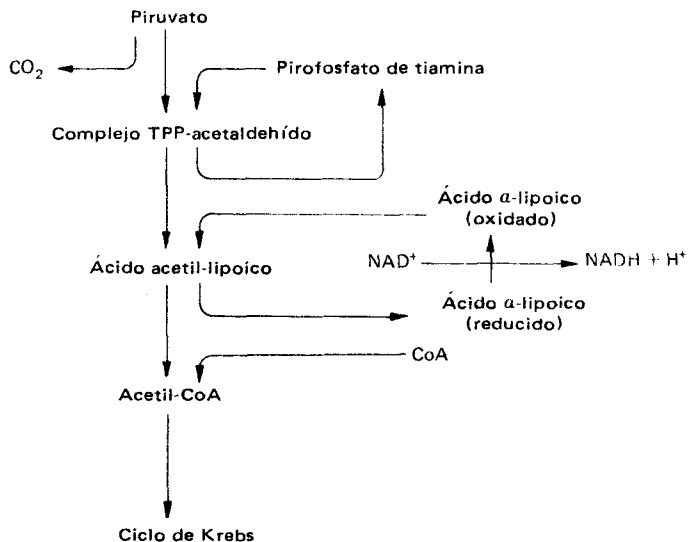 Piruvato
CO₂
Pirofosfato de tiamina
Complejo TPP-acetaldehído
Ácido α-lipoico
(oxidado)
Ácido acetil-lipoico
NAD⁺
NADH + H⁺
Ácido α-lipoico
(reducido)
CoA
Acetil-CoA
Ciclo de Krebs